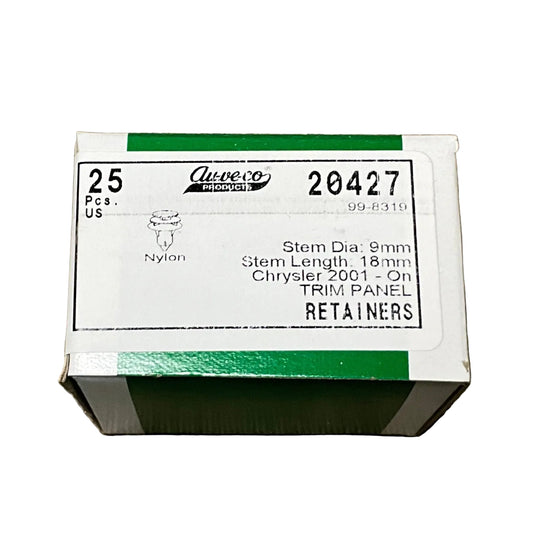 25
Pcs.
US
Au-ve-co
PRODUCTS
20427
99-8319
Nylon
Stem Dia: 9mm
Stem Length: 18mm
Chrysler 2001 - On
TRIM PANEL
RETAINERS